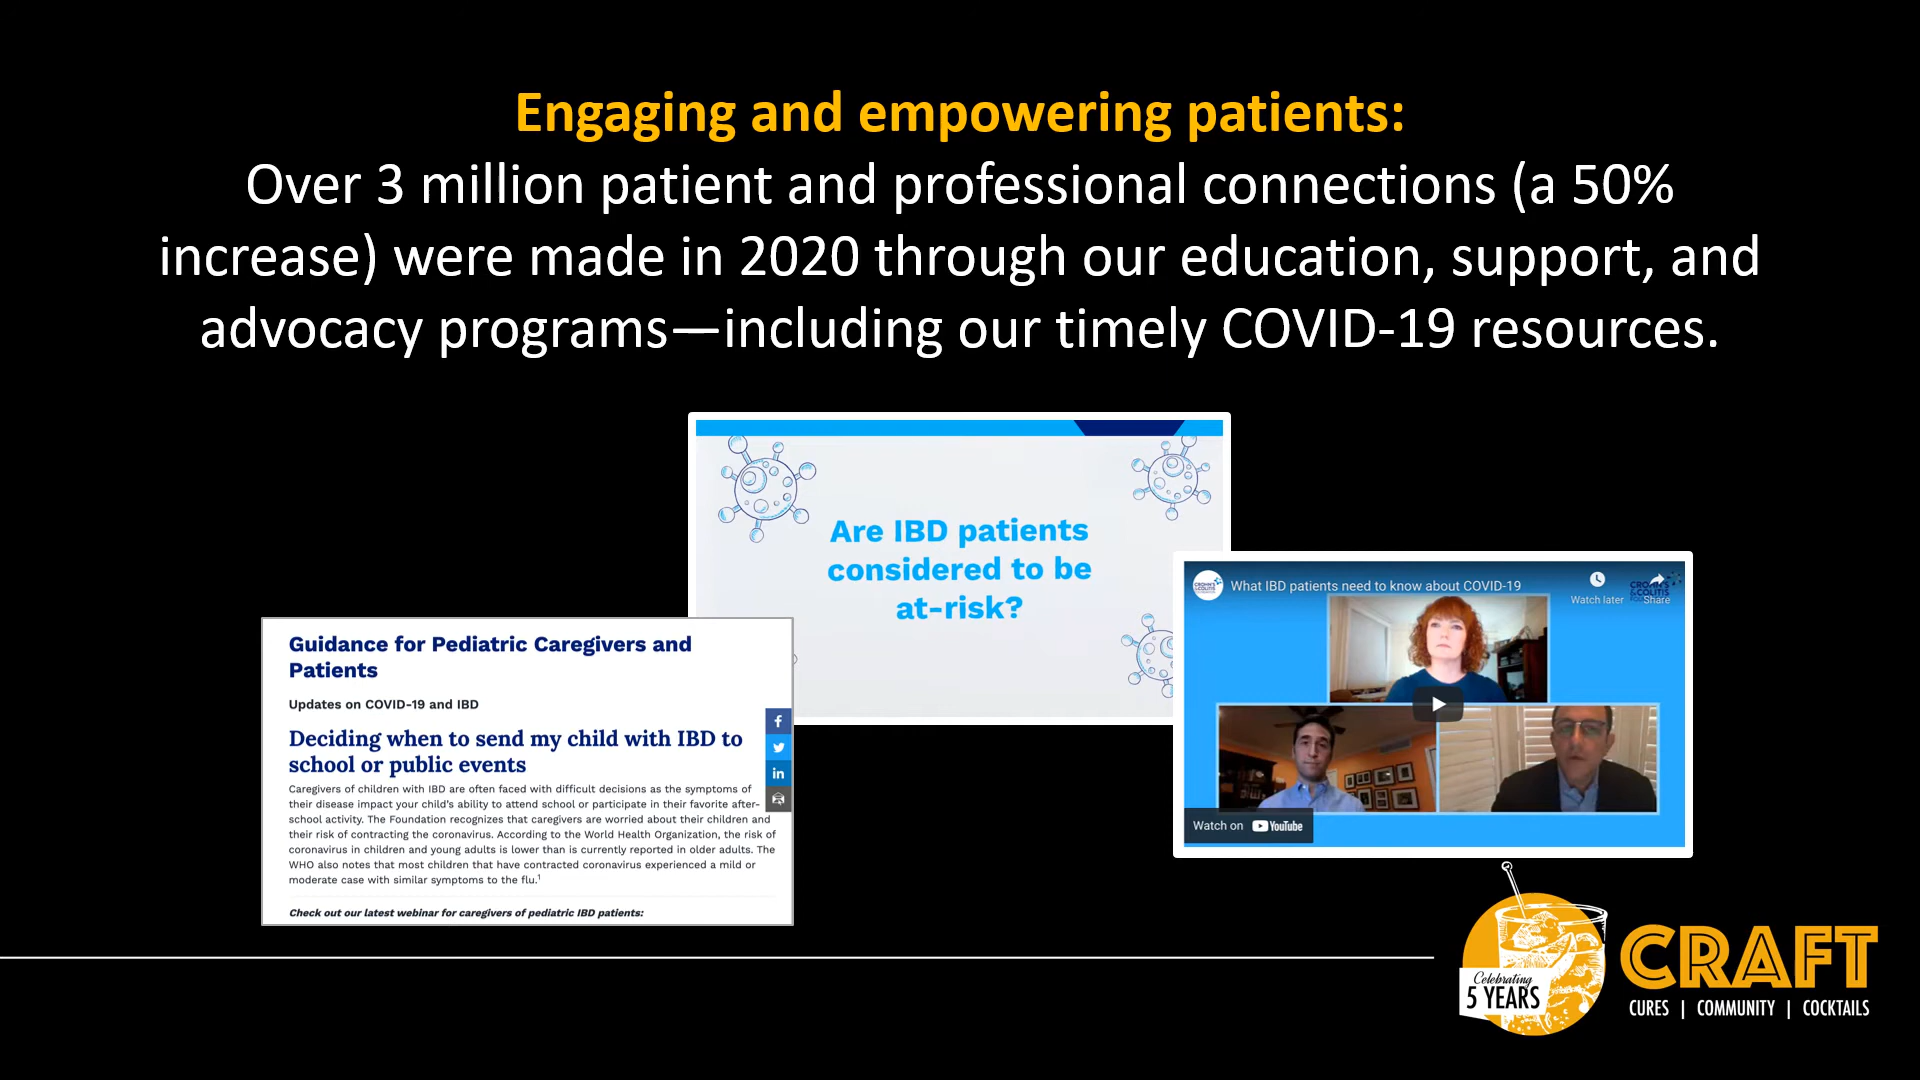 Engaging and empowering patients:
Over 3 million patient and professional connections (a 50%
increase) were made in 2020 through our education, support, and
advocacy programs—including our timely COVID-19 resources.
Are IBD patients
considered to be
at-risk?
Guidance for Pediatric Caregivers and
Patients
Updates on COVID-19 and IBD
Deciding when to send my child with IBD to
school or public events
Caregivers of children with IBD are often faced with difficult decisions as the symptoms of
their disease impact your child's ability to attend school or participate in their favorite after-
school activity. The Foundation recognizes that caregivers are worried about their children and
their risk of contracting the coronavirus. According to the World Health Organization, the risk of
coronavirus in children and young adults is lower than is currently reported in older adults. The
WHO also notes that most children that have contracted coronavirus experienced a mild or
moderate case with similar symptoms to the flu.1
Check out our latest webinar for caregivers of pediatric IBD patients:
f
in
CROHN'S
& COLITIS
What IBD patients need to know about COVID-19
Watch later
Share
CROHN'S
& COLITIS
Watch on YouTube
Celebrating
5 YEARS
CRAFT
CURES | COMMUNITY | COCKTAILS